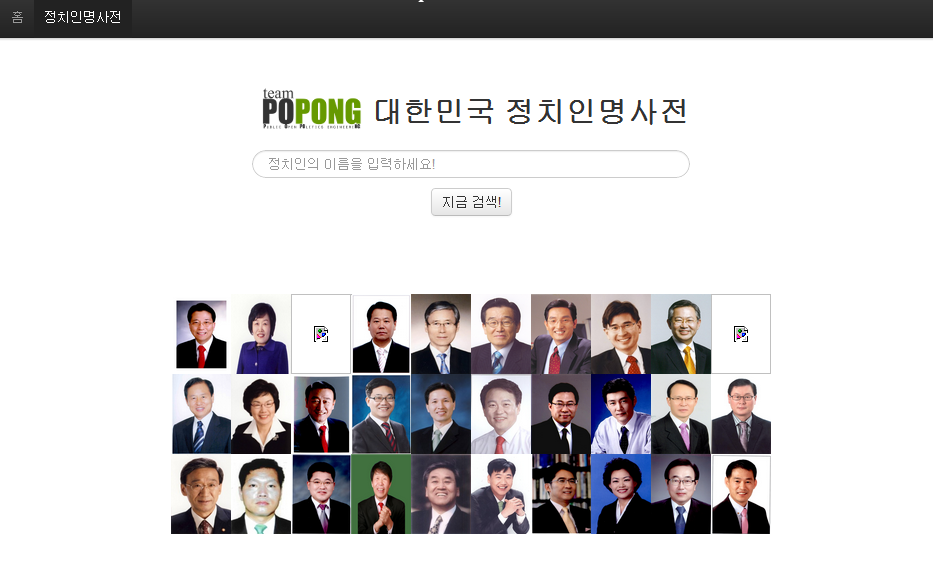 홈 정치인명사전
team
POPONG 대한민국 정치인명사전
PUBLIC OPEN POLITICS ENGINEERING
정치인의 이름을 입력하세요!
지금 검색!